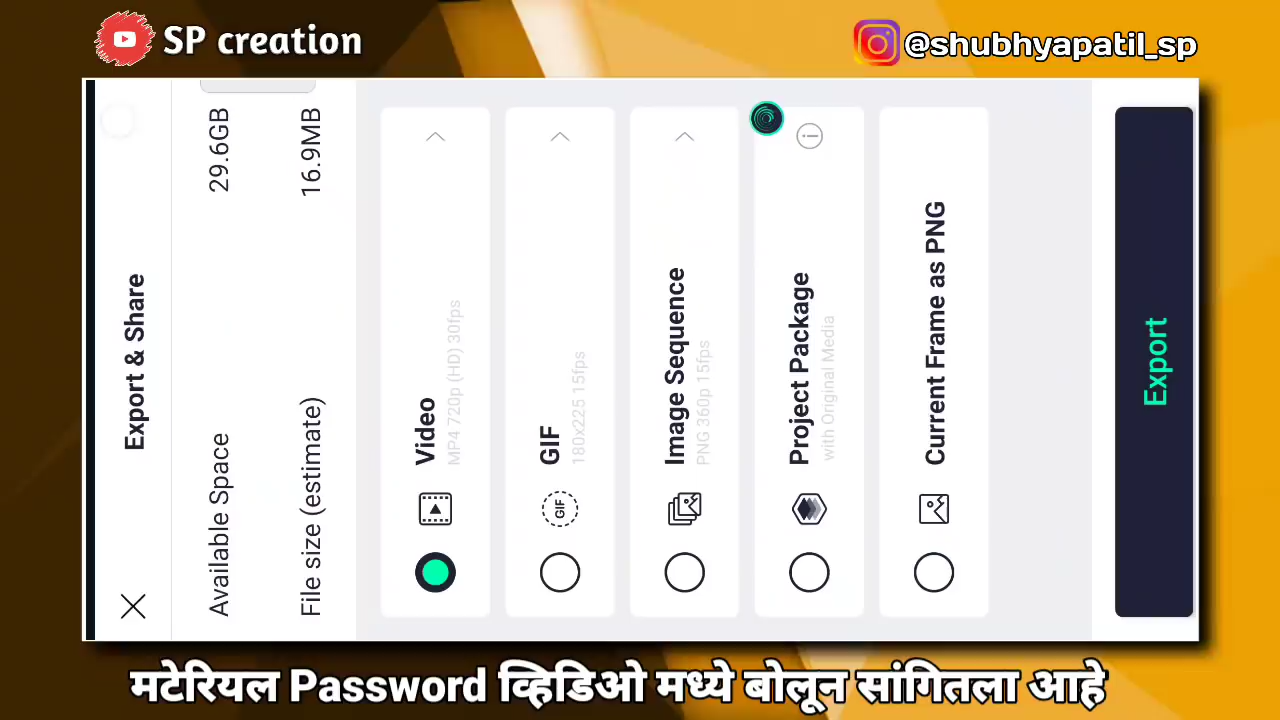 SP creation
@shubhyapatil_sp
Export & Share
Available Space 29.6GB
File size (estimate) 16.9MB
Video
MP4 720p (HD) 30fps
GIF
GIF
180x225 15fps
Image Sequence
PNG 360p 15fps
Project Package
with Original Media
Current Frame as PNG
Export
मटेरियल Password व्हिडिओ मध्ये बोलून सांगितला आहे